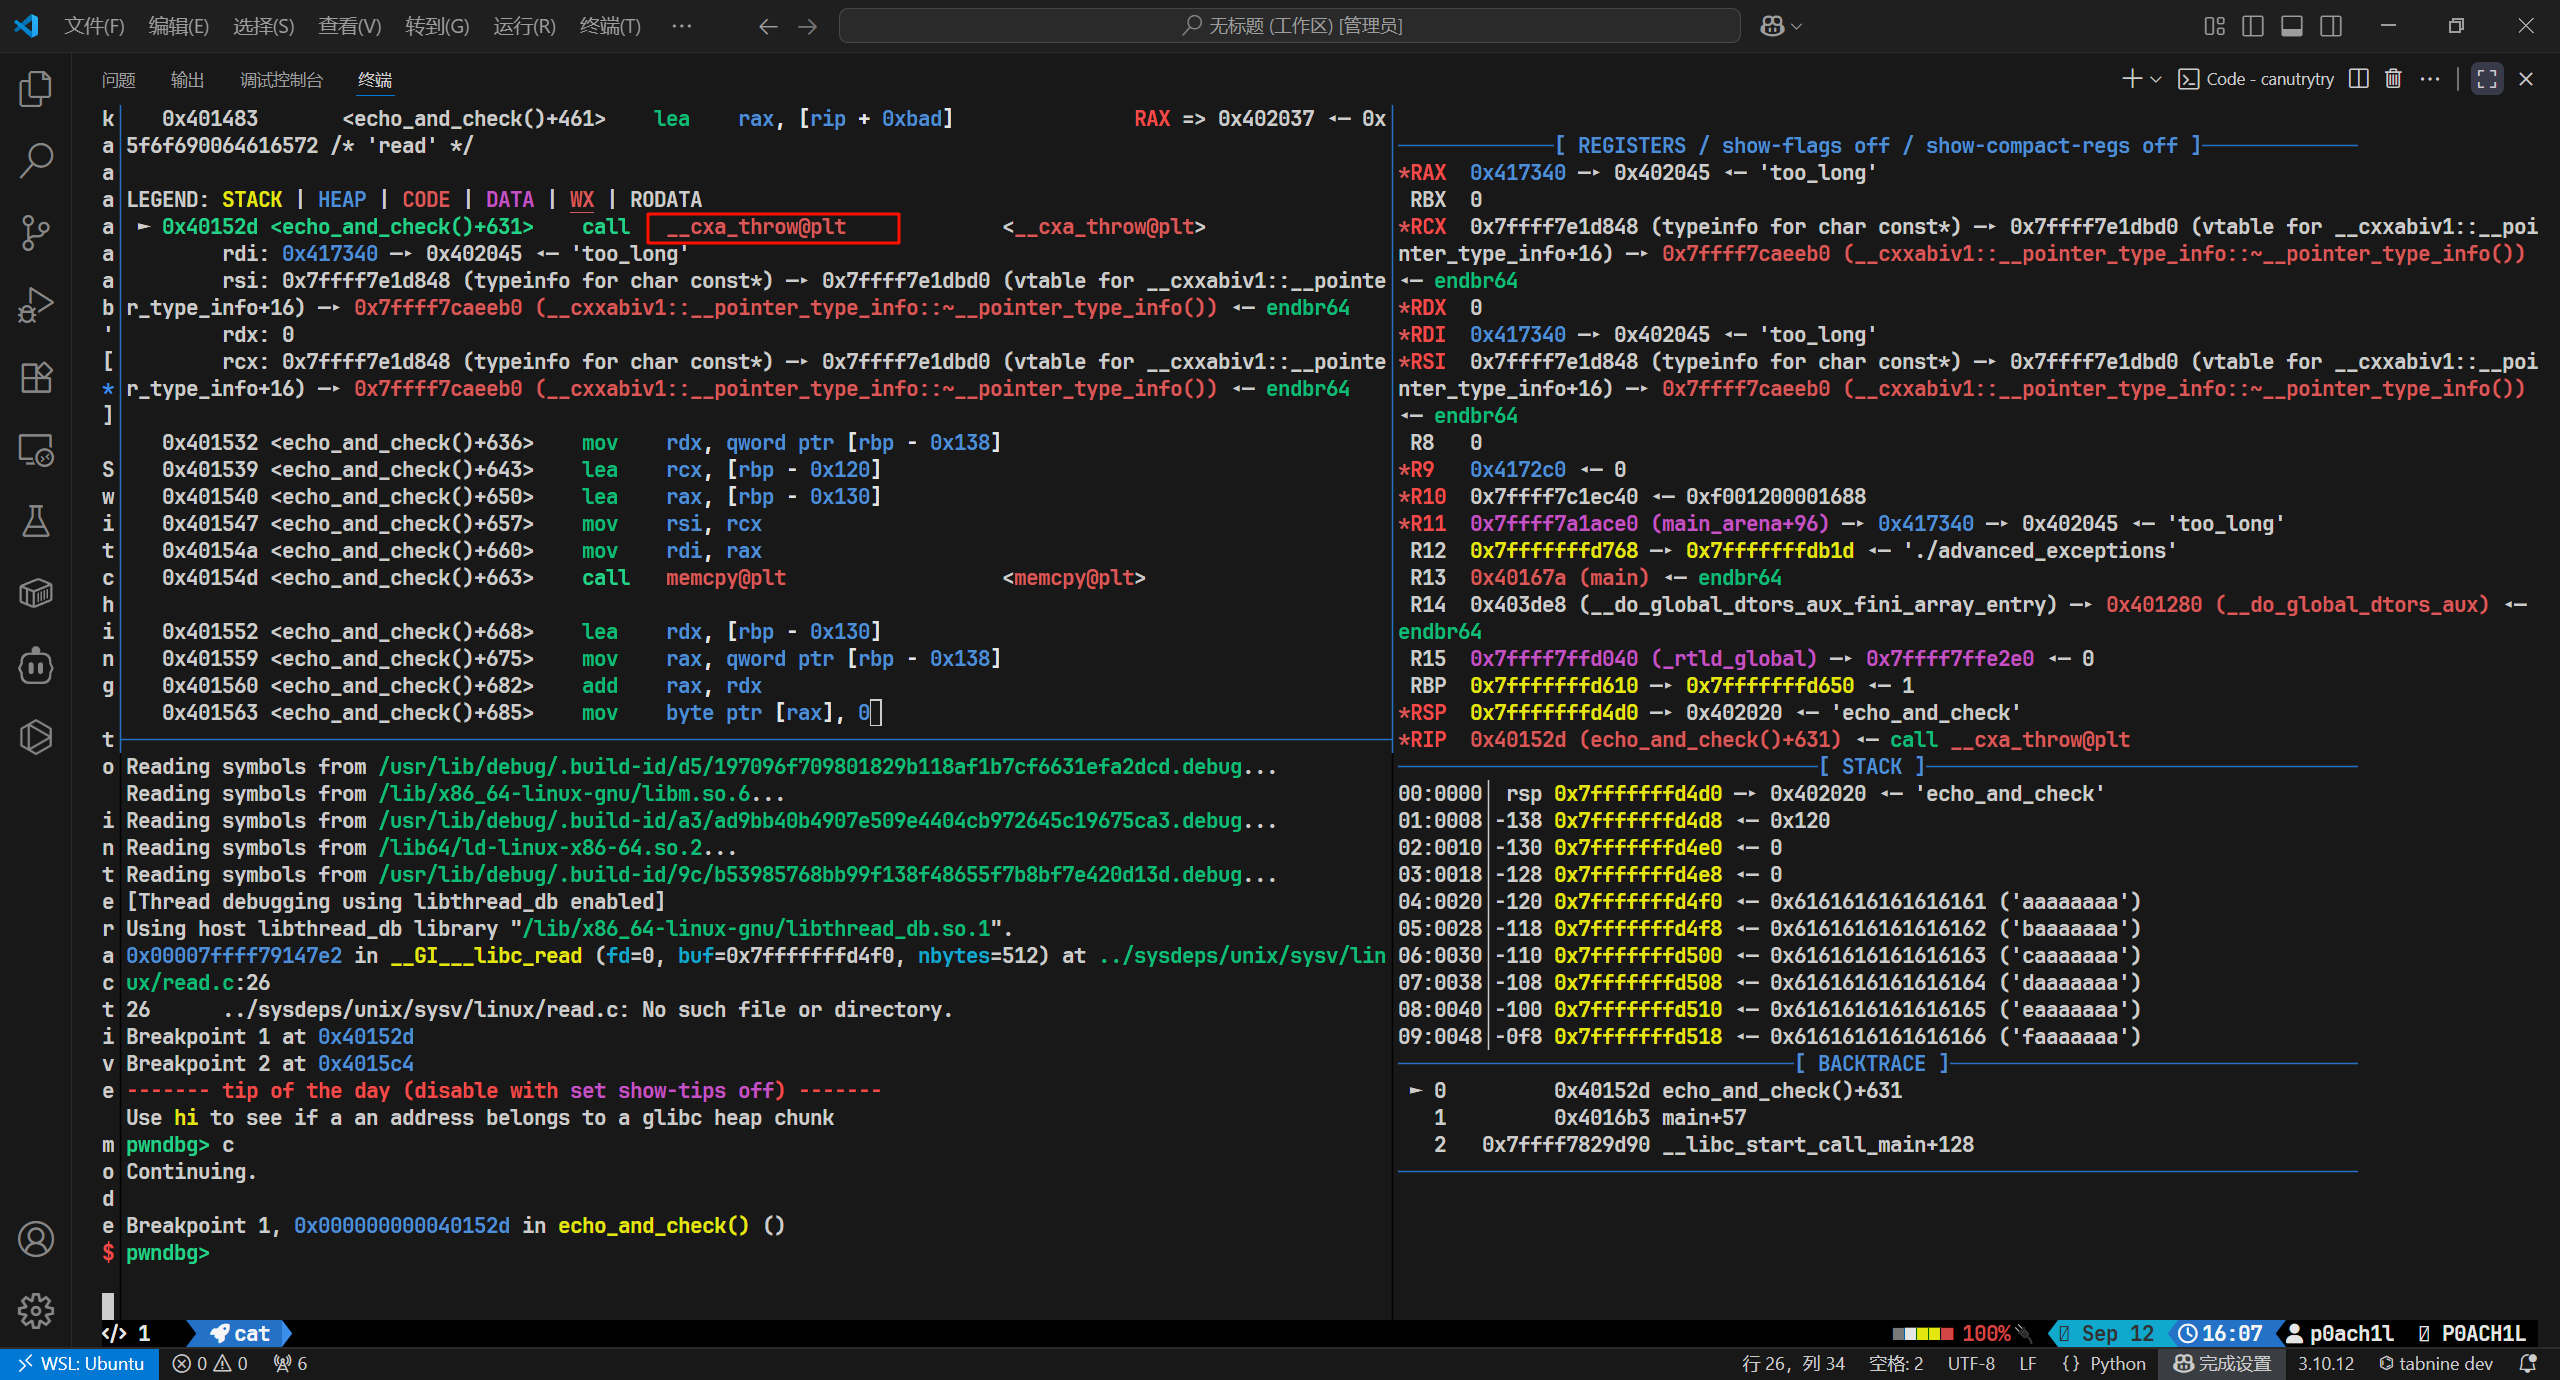 文件(F) 编辑(E) 选择(S) 查看(V) 转到(G) 运行(R) 终端(T) ··· 无标题 (工作区) [管理员]
问题 输出 调试控制台 终端 Code - canutrytry
k
a
a
a
a
a
a
b
'
[
*
]
S
w
i
t
c
h
i
n
g
t
o
i
n
t
e
r
a
c
t
i
v
e
m
o
d
e
$
0x401483 <echo_and_check()+461> lea rax, [rip + 0xbad] RAX => 0x402037 ◂— 0x
5f6f690064616572 /* 'read' */
LEGEND: STACK | HEAP | CODE | DATA | WX | RODATA
► 0x40152d <echo_and_check()+631> call __cxa_throw@plt <__cxa_throw@plt>
rdi: 0x417340 —▸ 0x402045 ◂— 'too_long'
rsi: 0x7ffff7e1d848 (typeinfo for char const*) —▸ 0x7ffff7e1dbd0 (vtable for __cxxabiv1::__pointe
r_type_info+16) —▸ 0x7ffff7caeeb0 (__cxxabiv1::__pointer_type_info::~__pointer_type_info()) ◂— endbr64
rdx: 0
rcx: 0x7ffff7e1d848 (typeinfo for char const*) —▸ 0x7ffff7e1dbd0 (vtable for __cxxabiv1::__pointe
r_type_info+16) —▸ 0x7ffff7caeeb0 (__cxxabiv1::__pointer_type_info::~__pointer_type_info()) ◂— endbr64
0x401532 <echo_and_check()+636> mov rdx, qword ptr [rbp - 0x138]
0x401539 <echo_and_check()+643> lea rcx, [rbp - 0x120]
0x401540 <echo_and_check()+650> lea rax, [rbp - 0x130]
0x401547 <echo_and_check()+657> mov rsi, rcx
0x40154a <echo_and_check()+660> mov rdi, rax
0x40154d <echo_and_check()+663> call memcpy@plt <memcpy@plt>
0x401552 <echo_and_check()+668> lea rdx, [rbp - 0x130]
0x401559 <echo_and_check()+675> mov rax, qword ptr [rbp - 0x138]
0x401560 <echo_and_check()+682> add rax, rdx
0x401563 <echo_and_check()+685> mov byte ptr [rax], 0
Reading symbols from /usr/lib/debug/.build-id/d5/197096f709801829b118af1b7cf6631efa2dcd.debug...
Reading symbols from /lib/x86_64-linux-gnu/libm.so.6...
Reading symbols from /usr/lib/debug/.build-id/a3/ad9bb40b4907e509e4404cb972645c19675ca3.debug...
Reading symbols from /lib64/ld-linux-x86-64.so.2...
Reading symbols from /usr/lib/debug/.build-id/9c/b53985768bb99f138f48655f7b8bf7e420d13d.debug...
[Thread debugging using libthread_db enabled]
Using host libthread_db library "/lib/x86_64-linux-gnu/libthread_db.so.1".
0x00007ffff79147e2 in __GI___libc_read (fd=0, buf=0x7fffffffd4f0, nbytes=512) at ../sysdeps/unix/sysv/lin
ux/read.c:26
26 ../sysdeps/unix/sysv/linux/read.c: No such file or directory.
Breakpoint 1 at 0x40152d
Breakpoint 2 at 0x4015c4
------- tip of the day (disable with set show-tips off) -------
Use hi to see if a an address belongs to a glibc heap chunk
pwndbg> c
Continuing.
Breakpoint 1, 0x000000000040152d in echo_and_check() ()
pwndbg>
[ REGISTERS / show-flags off / show-compact-regs off ]
*RAX 0x417340 —▸ 0x402045 ◂— 'too_long'
RBX 0
*RCX 0x7ffff7e1d848 (typeinfo for char const*) —▸ 0x7ffff7e1dbd0 (vtable for __cxxabiv1::__poi
nter_type_info+16) —▸ 0x7ffff7caeeb0 (__cxxabiv1::__pointer_type_info::~__pointer_type_info())
◂— endbr64
*RDX 0
*RDI 0x417340 —▸ 0x402045 ◂— 'too_long'
*RSI 0x7ffff7e1d848 (typeinfo for char const*) —▸ 0x7ffff7e1dbd0 (vtable for __cxxabiv1::__poi
nter_type_info+16) —▸ 0x7ffff7caeeb0 (__cxxabiv1::__pointer_type_info::~__pointer_type_info())
◂— endbr64
R8 0
*R9 0x4172c0 ◂— 0
*R10 0x7ffff7c1ec40 ◂— 0xf001200001688
*R11 0x7ffff7a1ace0 (main_arena+96) —▸ 0x417340 —▸ 0x402045 ◂— 'too_long'
R12 0x7fffffffd768 —▸ 0x7fffffffdb1d ◂— './advanced_exceptions'
R13 0x40167a (main) ◂— endbr64
R14 0x403de8 (__do_global_dtors_aux_fini_array_entry) —▸ 0x401280 (__do_global_dtors_aux) ◂—
endbr64
R15 0x7ffff7ffd040 (_rtld_global) —▸ 0x7ffff7ffe2e0 ◂— 0
RBP 0x7fffffffd610 —▸ 0x7fffffffd650 ◂— 1
*RSP 0x7fffffffd4d0 —▸ 0x402020 ◂— 'echo_and_check'
*RIP 0x40152d (echo_and_check()+631) ◂— call __cxa_throw@plt
[ STACK ]
00:0000│ rsp 0x7fffffffd4d0 —▸ 0x402020 ◂— 'echo_and_check'
01:0008│-138 0x7fffffffd4d8 ◂— 0x120
02:0010│-130 0x7fffffffd4e0 ◂— 0
03:0018│-128 0x7fffffffd4e8 ◂— 0
04:0020│-120 0x7fffffffd4f0 ◂— 0x6161616161616161 ('aaaaaaaa')
05:0028│-118 0x7fffffffd4f8 ◂— 0x6161616161616162 ('baaaaaaa')
06:0030│-110 0x7fffffffd500 ◂— 0x6161616161616163 ('caaaaaaa')
07:0038│-108 0x7fffffffd508 ◂— 0x6161616161616164 ('daaaaaaa')
08:0040│-100 0x7fffffffd510 ◂— 0x6161616161616165 ('eaaaaaaa')
09:0048│-0f8 0x7fffffffd518 ◂— 0x6161616161616166 ('faaaaaaa')
[ BACKTRACE ]
► 0 0x40152d echo_and_check()+631
1 0x4016b3 main+57
2 0x7ffff7829d90 __libc_start_call_main+128
</> 1 cat 100% Sep 12 16:07 p0ach1l P0ACH1L
WSL: Ubuntu 0 0 6 行 26, 列 34 空格: 2 UTF-8 LF {} Python 完成设置 3.10.12 tabnine dev